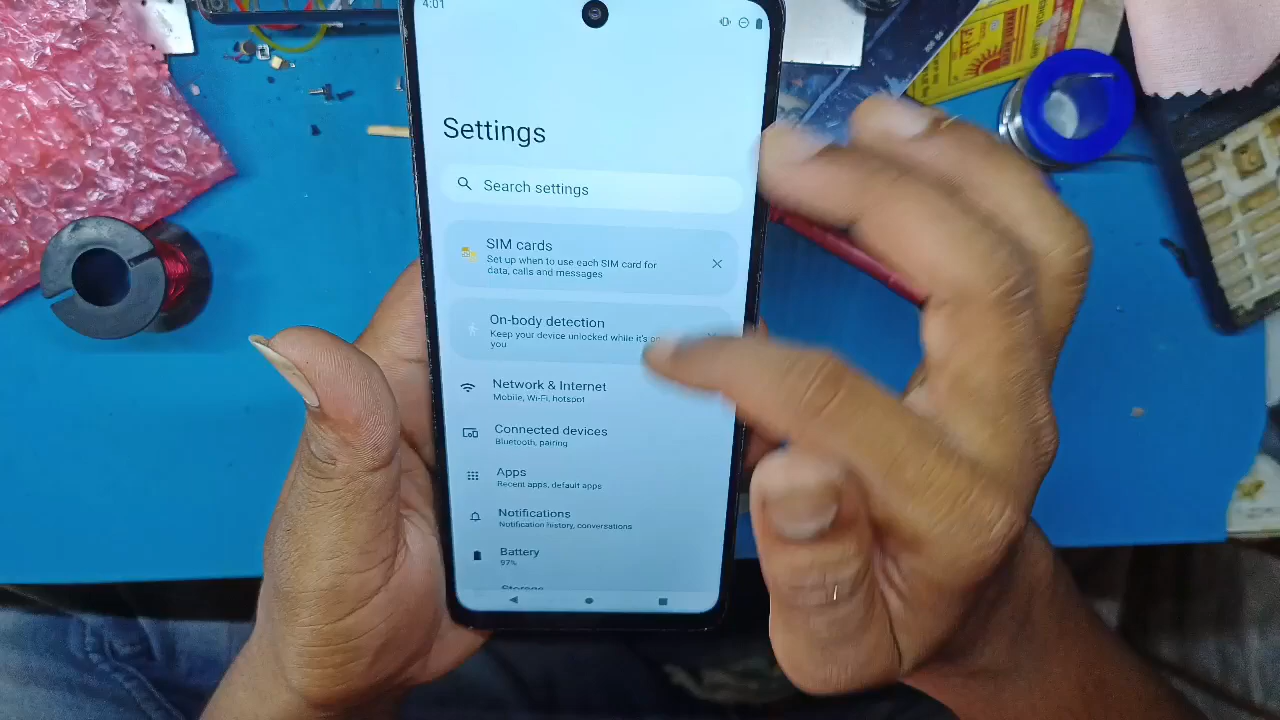 4:01
Settings
Search settings
SIM cards
Set up when to use each SIM card for
data, calls and messages
On-body detection
Keep your device unlocked while it's on
you
Network & Internet
Mobile, Wi-Fi, hotspot
Connected devices
Bluetooth, pairing
Apps
Recent apps, default apps
Notifications
Notification history, conversations
Battery
97%
Storage